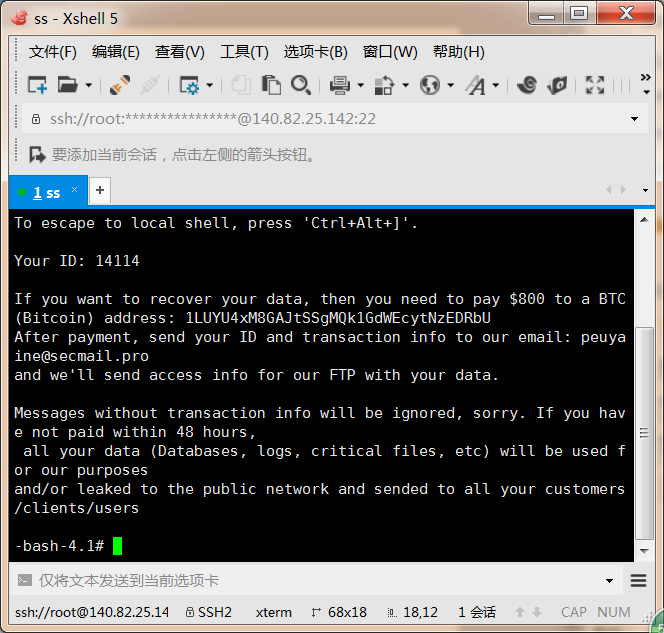 ss - Xshell 5
文件(F) 编辑(E) 查看(V) 工具(T) 选项卡(B) 窗口(W) 帮助(H)
ssh://root:****************@140.82.25.142:22
要添加当前会话，点击左侧的箭头按钮。
1 ss
To escape to local shell, press 'Ctrl+Alt+]'.
Your ID: 14114
If you want to recover your data, then you need to pay $800 to a BTC
(Bitcoin) address: 1LUYU4xM8GAJtSSgMQk1GdWEcytNzEDRbU
After payment, send your ID and transaction info to our email: peuya
ine@secmail.pro
and we'll send access info for our FTP with your data.
Messages without transaction info will be ignored, sorry. If you hav
e not paid within 48 hours,
 all your data (Databases, logs, critical files, etc) will be used f
or our purposes
and/or leaked to the public network and sended to all your customers
/clients/users
-bash-4.1#
仅将文本发送到当前选项卡
ssh://root@140.82.25.14 SSH2 xterm 68x18 18,12 1 会话 CAP NUM